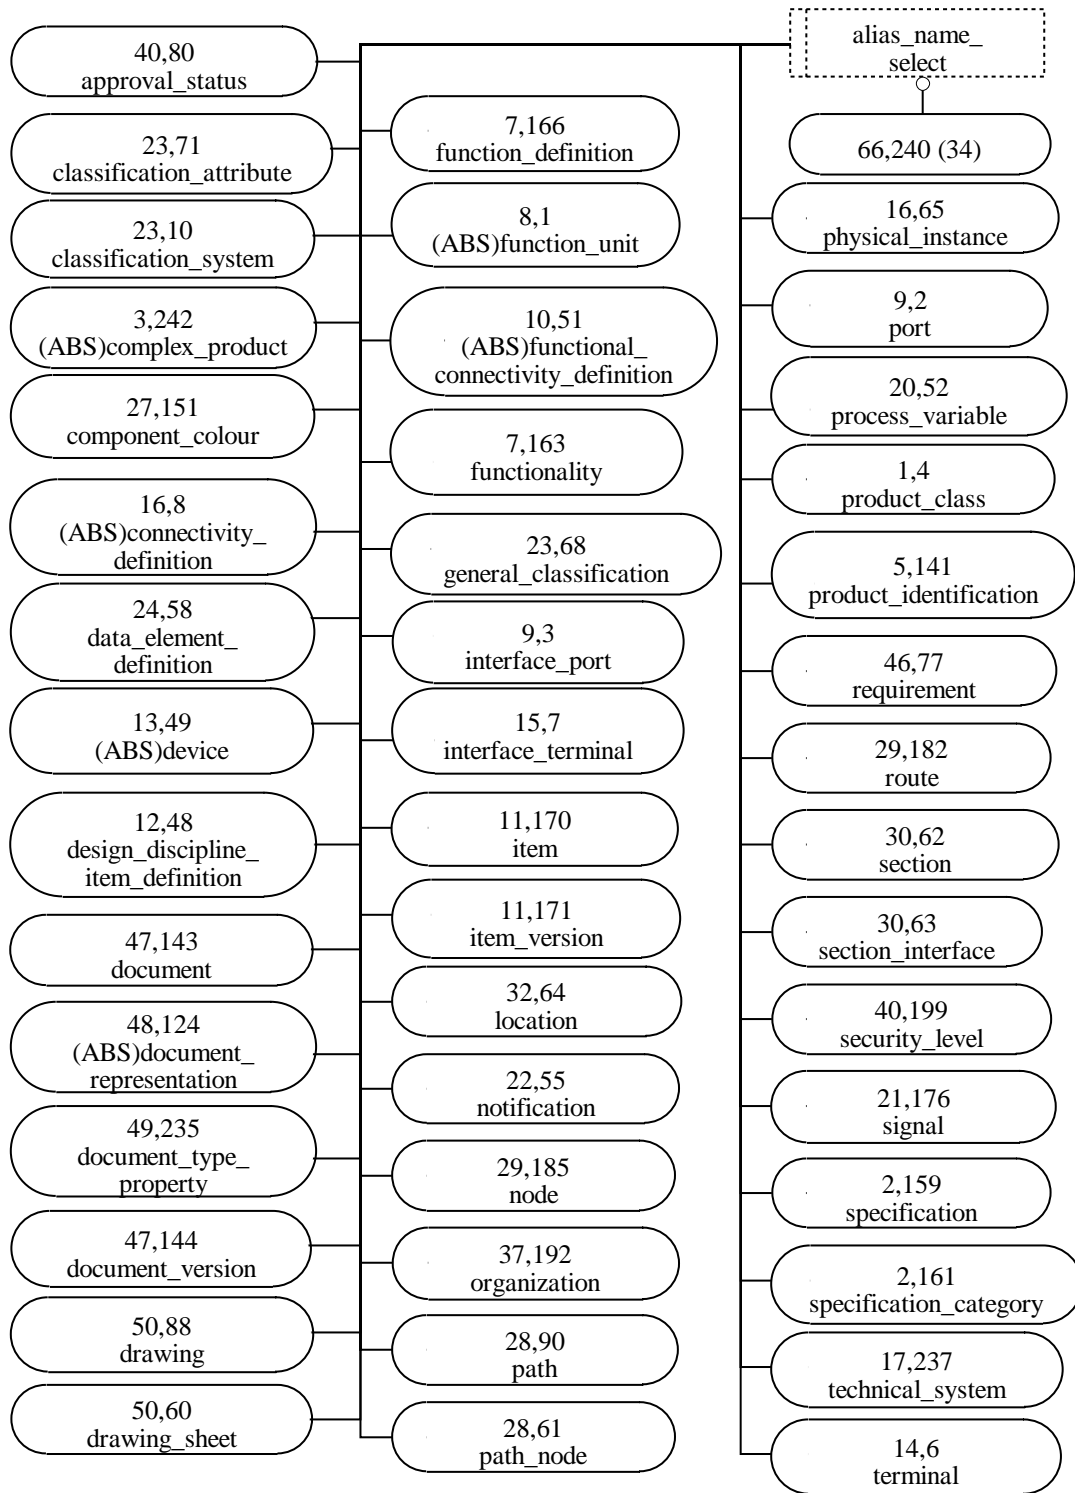 40,80
approval_status
23,71
classification_attribute
23,10
classification_system
3,242
(ABS)complex_product
27,151
component_colour
16,8
(ABS)connectivity_
definition
24,58
data_element_
definition
13,49
(ABS)device
12,48
design_discipline_
item_definition
47,143
document
48,124
(ABS)document_
representation
49,235
document_type_
property
47,144
document_version
50,88
drawing
50,60
drawing_sheet
7,166
function_definition
8,1
(ABS)function_unit
10,51
(ABS)functional_
connectivity_definition
7,163
functionality
23,68
general_classification
9,3
interface_port
15,7
interface_terminal
11,170
item
11,171
item_version
32,64
location
22,55
notification
29,185
node
37,192
organization
28,90
path
28,61
path_node
alias_name_
select
66,240 (34)
16,65
physical_instance
9,2
port
20,52
process_variable
1,4
product_class
5,141
product_identification
46,77
requirement
29,182
route
30,62
section
30,63
section_interface
40,199
security_level
21,176
signal
2,159
specification
2,161
specification_category
17,237
technical_system
14,6
terminal